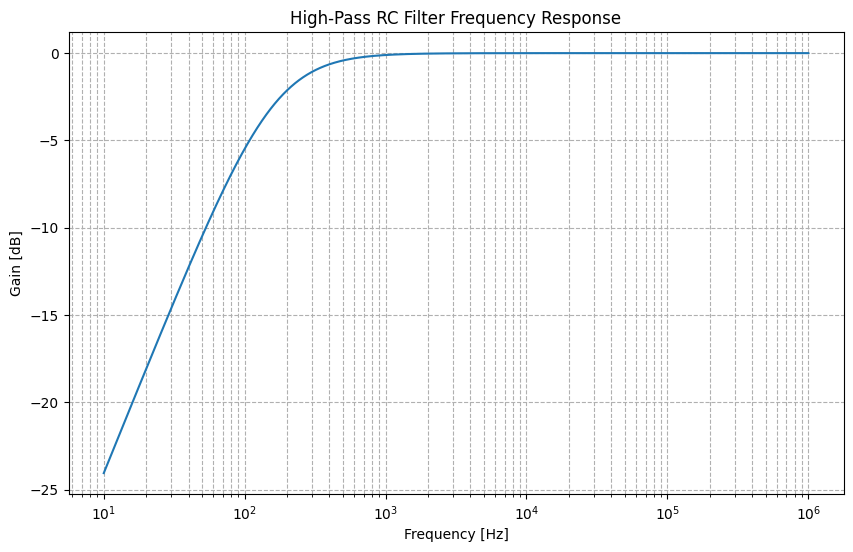 High-Pass RC Filter Frequency Response
Gain [dB]
0
−5
−10
−15
−20
−25
10¹ 10² 10³ 10⁴ 10⁵ 10⁶
Frequency [Hz]